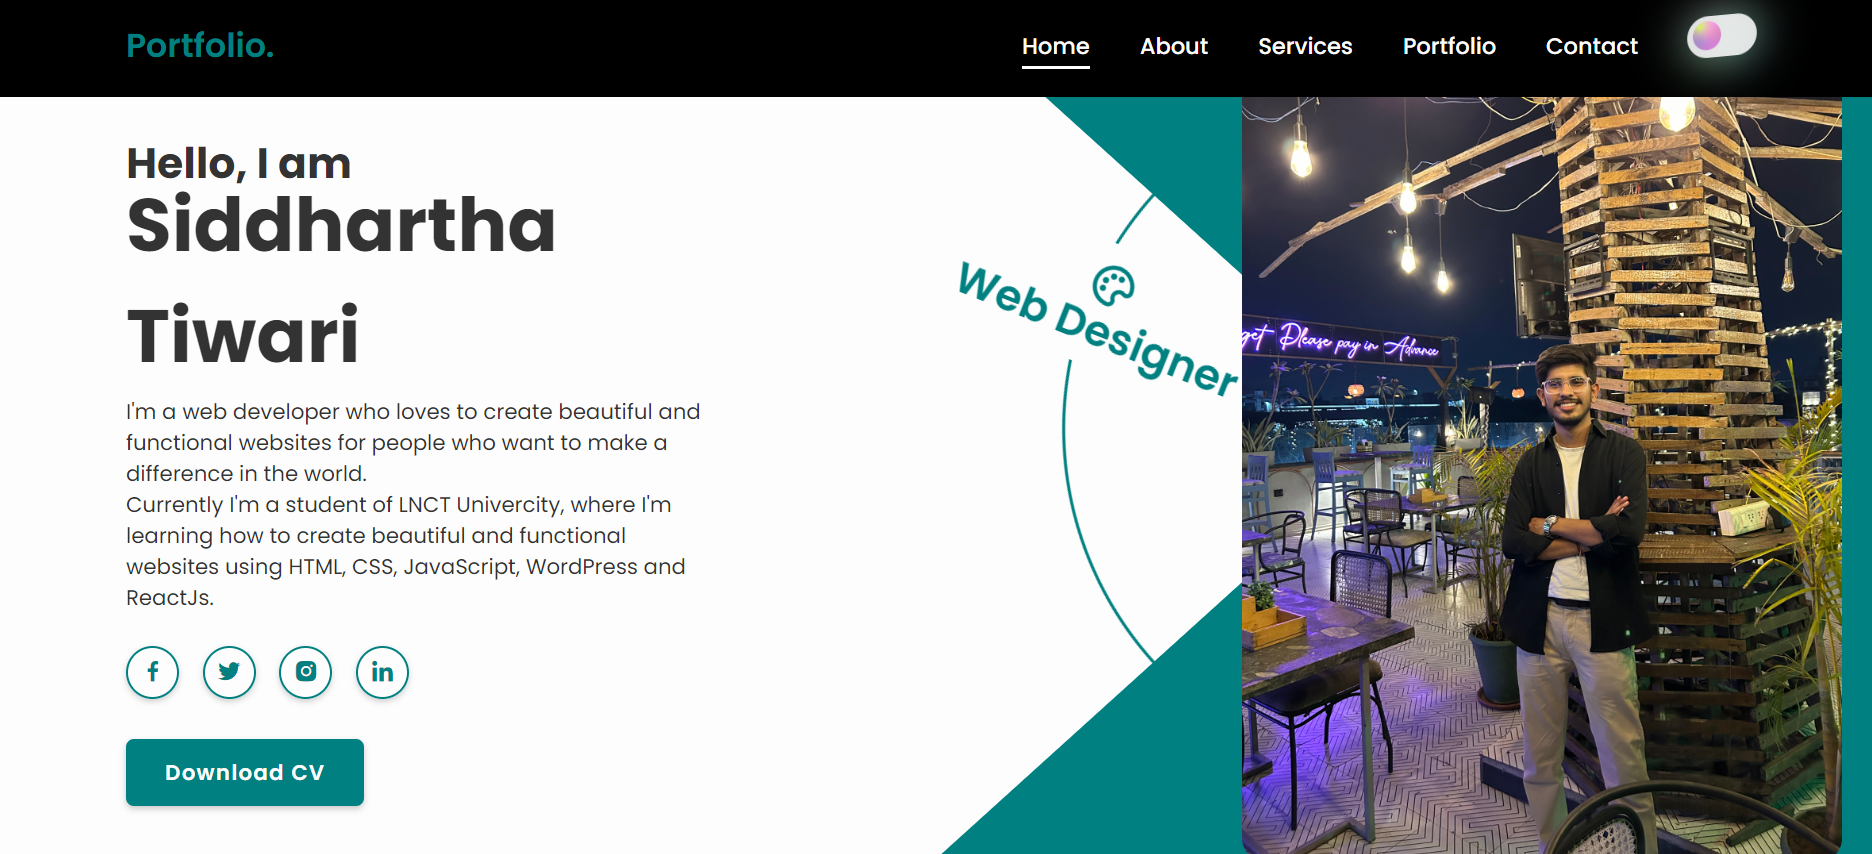 Portfolio.
Home About Services Portfolio Contact
Hello, I am
Siddhartha
Tiwari
I'm a web developer who loves to create beautiful and
functional websites for people who want to make a
difference in the world.
Currently I'm a student of LNCT Univercity, where I'm
learning how to create beautiful and functional
websites using HTML, CSS, JavaScript, WordPress and
ReactJs.
Download CV
Web Designer
get Please pay in Advance